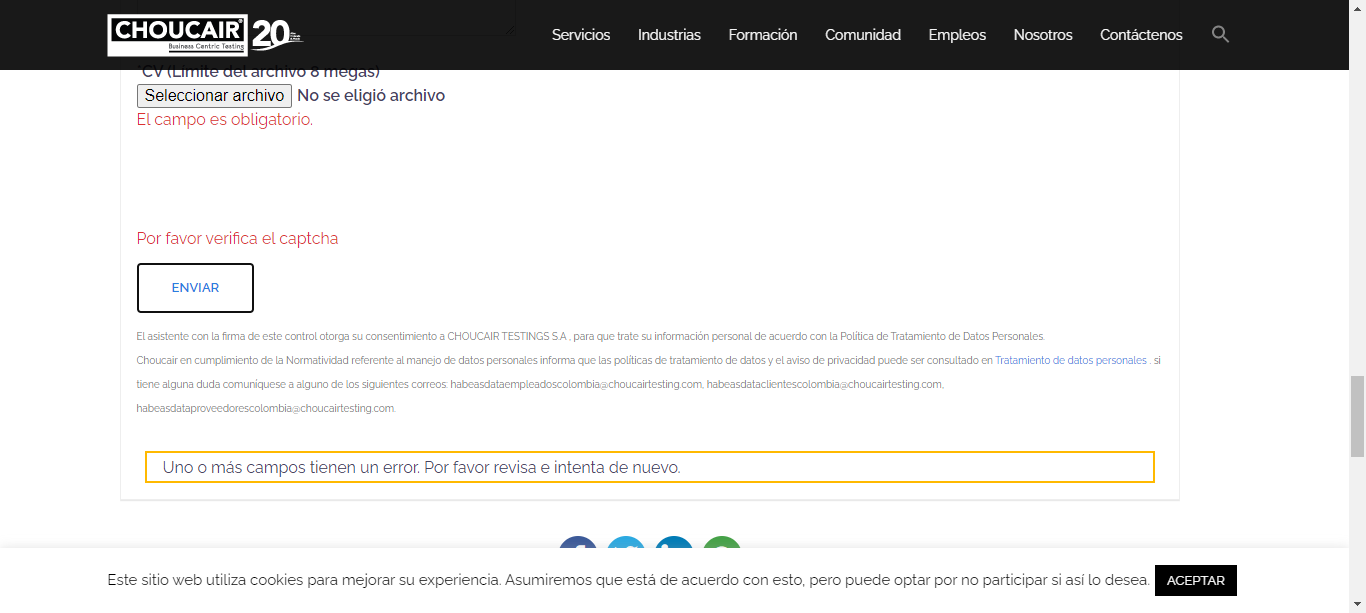 CHOUCAIR
Business Centric Testing
20
Servicios
Industrias
Formación
Comunidad
Empleos
Nosotros
Contáctenos
*CV (Limite del archivo 8 megas)
Seleccionar archivo No se eligió archivo
El campo es obligatorio.
Por favor verifica el captcha
ENVIAR
El asistente con la firma de este control otorga su consentimiento a CHOUCAIR TESTINGS S.A , para que trate su información personal de acuerdo con la Política de Tratamiento de Datos Personales.
Choucair en cumplimiento de la Normatividad referente al manejo de datos personales informa que las políticas de tratamiento de datos y el aviso de privacidad puede ser consultado en Tratamiento de datos personales . si
tiene alguna duda comuníquese a alguno de los siguientes correos: habeasdataempleadoscolombia@choucairtesting.com, habeasdataclientescolombia@choucairtesting.com,
habeasdataproveedorescolombia@choucairtesting.com.
Uno o más campos tienen un error. Por favor revisa e intenta de nuevo.
Este sitio web utiliza cookies para mejorar su experiencia. Asumiremos que está de acuerdo con esto, pero puede optar por no participar si así lo desea. ACEPTAR